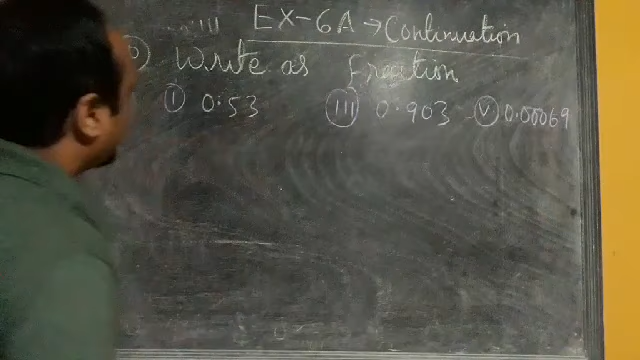 EX-6A → Continuation
Write as fraction
(I) 0.53 (III) 0.903 (V) 0.00069